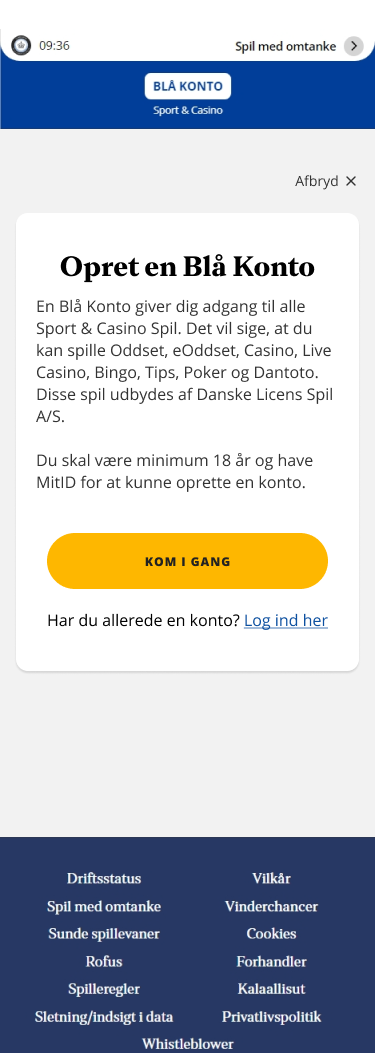 09:36 Spil med omtanke
BLÅ KONTO
Sport & Casino
Afbryd
Opret en Blå Konto
En Blå Konto giver dig adgang til alle
Sport & Casino Spil. Det vil sige, at du
kan spille Oddset, eOddset, Casino, Live
Casino, Bingo, Tips, Poker og Dantoto.
Disse spil udbydes af Danske Licens Spil
A/S.
Du skal være minimum 18 år og have
MitID for at kunne oprette en konto.
KOM I GANG
Har du allerede en konto? Log ind her
Driftsstatus Vilkår
Spil med omtanke Vinderchancer
Sunde spillevaner Cookies
Rofus Forhandler
Spilleregler Kalaallisut
Sletning/indsigt i data Privatlivspolitik
Whistleblower